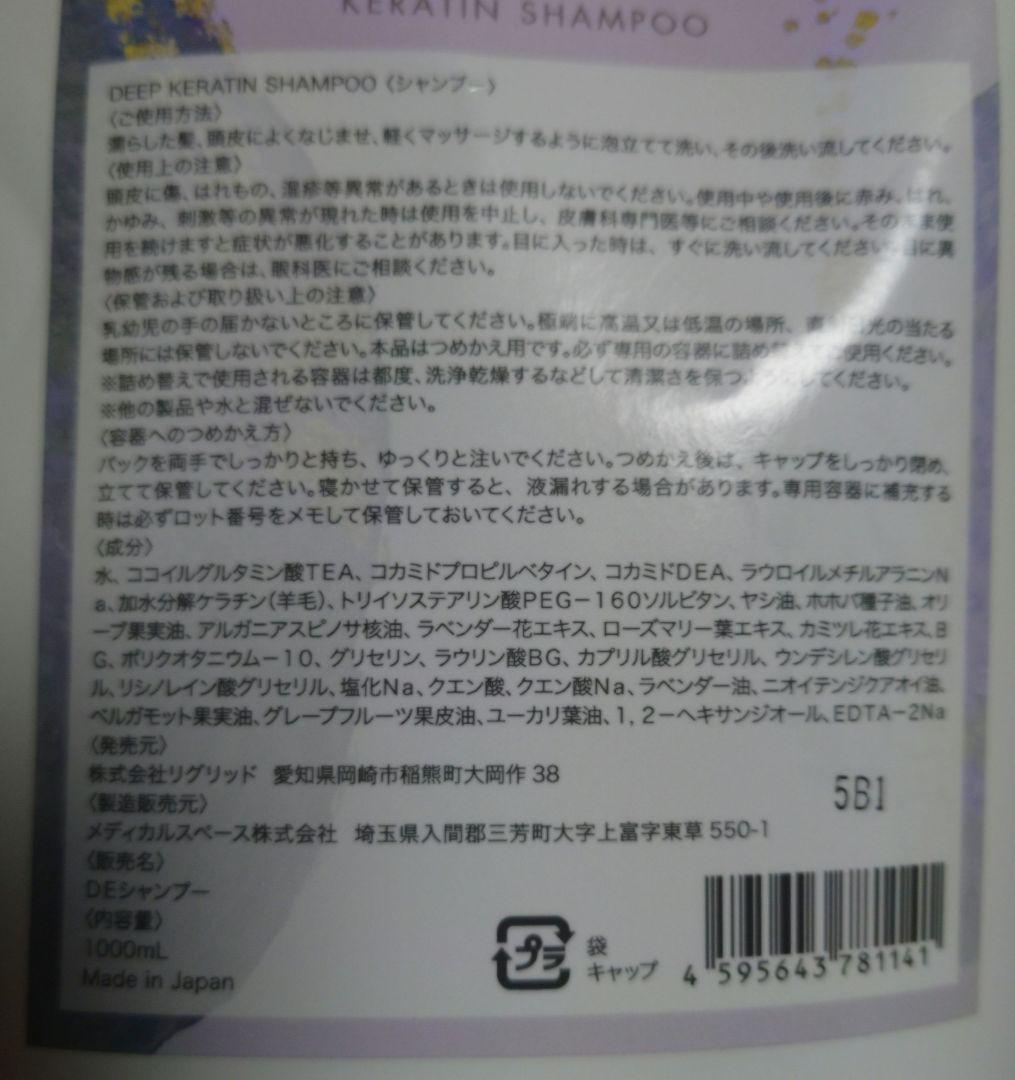 KERATIN SHAMPOO
DEEP KERATIN SHAMPOO〈シャンプー〉
〈ご使用方法〉
濡らした髪、頭皮によくなじませ、軽くマッサージするように泡立てて洗い、その後洗い流してください。
〈使用上の注意〉
頭皮に傷、はれもの、湿疹等異常があるときは使用しないでください。使用中や使用後に赤み、はれ、
かゆみ、刺激等の異常が現れた時は使用を中止し、皮膚科専門医等にご相談ください。そのまま使
用を続けますと症状が悪化することがあります。目に入った時は、すぐに洗い流してください。目に異
物感が残る場合は、眼科医にご相談ください。
〈保管および取り扱い上の注意〉
乳幼児の手の届かないところに保管してください。極端に高温又は低温の場所、直射日光の当たる
場所には保管しないでください。本品はつめかえ用です。必ず専用の容器に詰め替えてご使用ください。
※詰め替えで使用される容器は都度、洗浄乾燥するなどして清潔さを保つようにしてください。
※他の製品や水と混ぜないでください。
〈容器へのつめかえ方〉
パックを両手でしっかりと持ち、ゆっくりと注いでください。つめかえ後は、キャップをしっかり閉め、
立てて保管してください。寝かせて保管すると、液漏れする場合があります。専用容器に補充する
時は必ずロット番号をメモして保管しておいてください。
〈成分〉
水、ココイルグルタミン酸TEA、コカミドプロピルベタイン、コカミドDEA、ラウロイルメチルアラニンN
a、加水分解ケラチン（羊毛）、トリイソステアリン酸PEG－160ソルビタン、ヤシ油、ホホバ種子油、オリ
ーブ果実油、アルガニアスピノサ核油、ラベンダー花エキス、ローズマリー葉エキス、カミツレ花エキス、B
G、ポリクオタニウム－10、グリセリン、ラウリン酸BG、カプリル酸グリセリル、ウンデシレン酸グリセリ
ル、リシノレイン酸グリセリル、塩化Na、クエン酸、クエン酸Na、ラベンダー油、ニオイテンジクアオイ油、
ベルガモット果実油、グレープフルーツ果皮油、ユーカリ葉油、1，2－ヘキサンジオール、EDTA－2Na
〈発売元〉
株式会社リグリッド 愛知県岡崎市稲熊町大岡作 38
5B1
〈製造販売元〉
メディカルスペース株式会社 埼玉県入間郡三芳町大字上富字東草 550-1
〈販売名〉
DEシャンプー
〈内容量〉
1000mL
Made in Japan
プラ
袋
キャップ
4 595643 781141